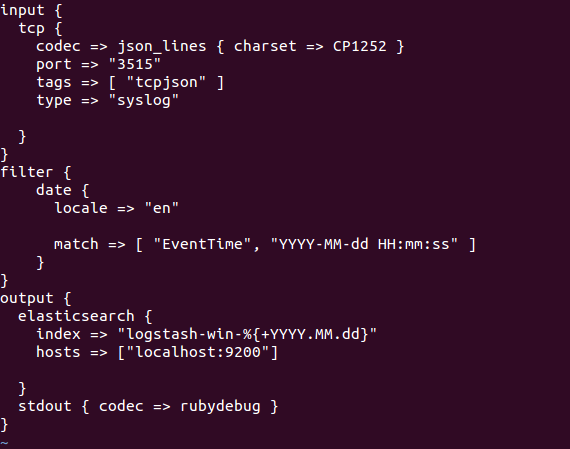 input {
  tcp {
    codec => json_lines { charset => CP1252 }
    port => "3515"
    tags => [ "tcpjson" ]
    type => "syslog"

  }
}
filter {
    date {
      locale => "en"

      match => [ "EventTime", "YYYY-MM-dd HH:mm:ss" ]
    }
}
output {
  elasticsearch {
    index => "logstash-win-%{+YYYY.MM.dd}"
    hosts => ["localhost:9200"]

  }
  stdout { codec => rubydebug }
}
~